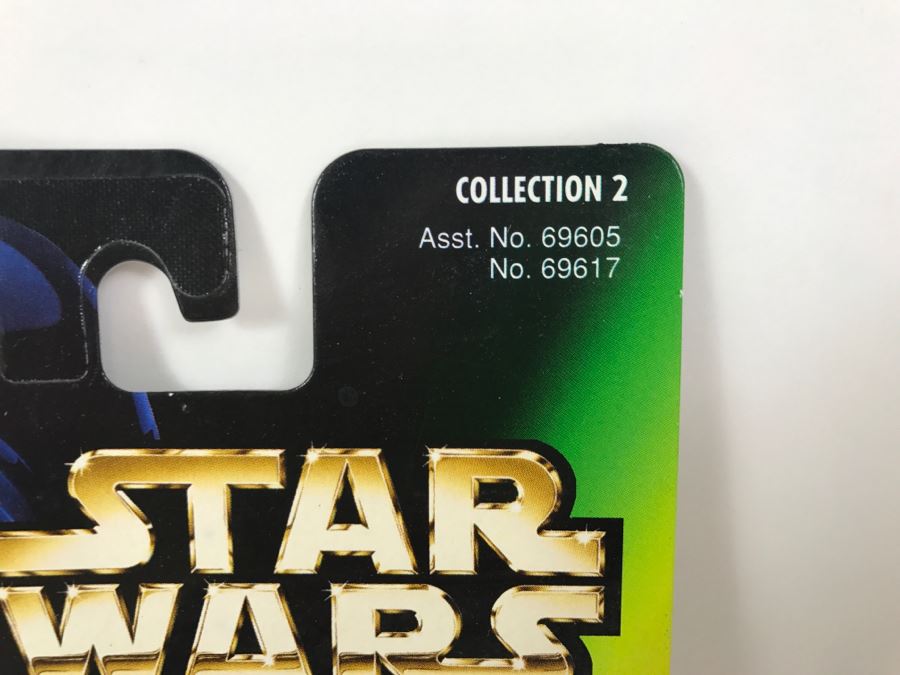 COLLECTION 2
Asst. No. 69605
No. 69617
STAR
WARS